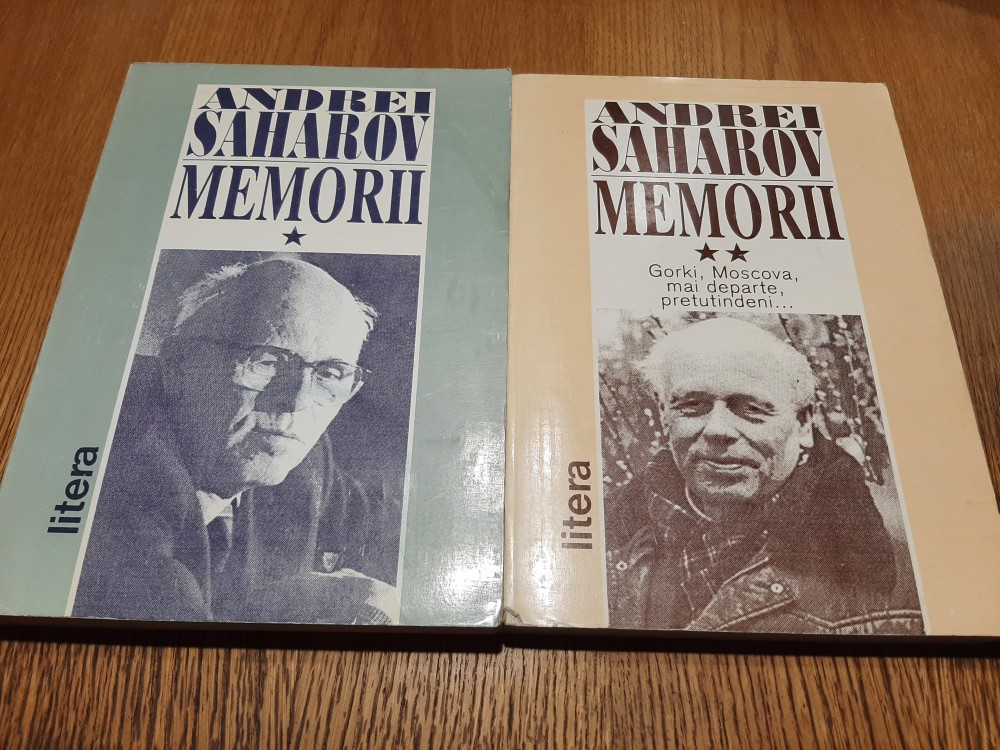 ANDREI
SAHAROV
MEMORII
litera
ANDREI
SAHAROV
MEMORII
Gorki, Moscova,
mai departe,
pretutindeni...
litera